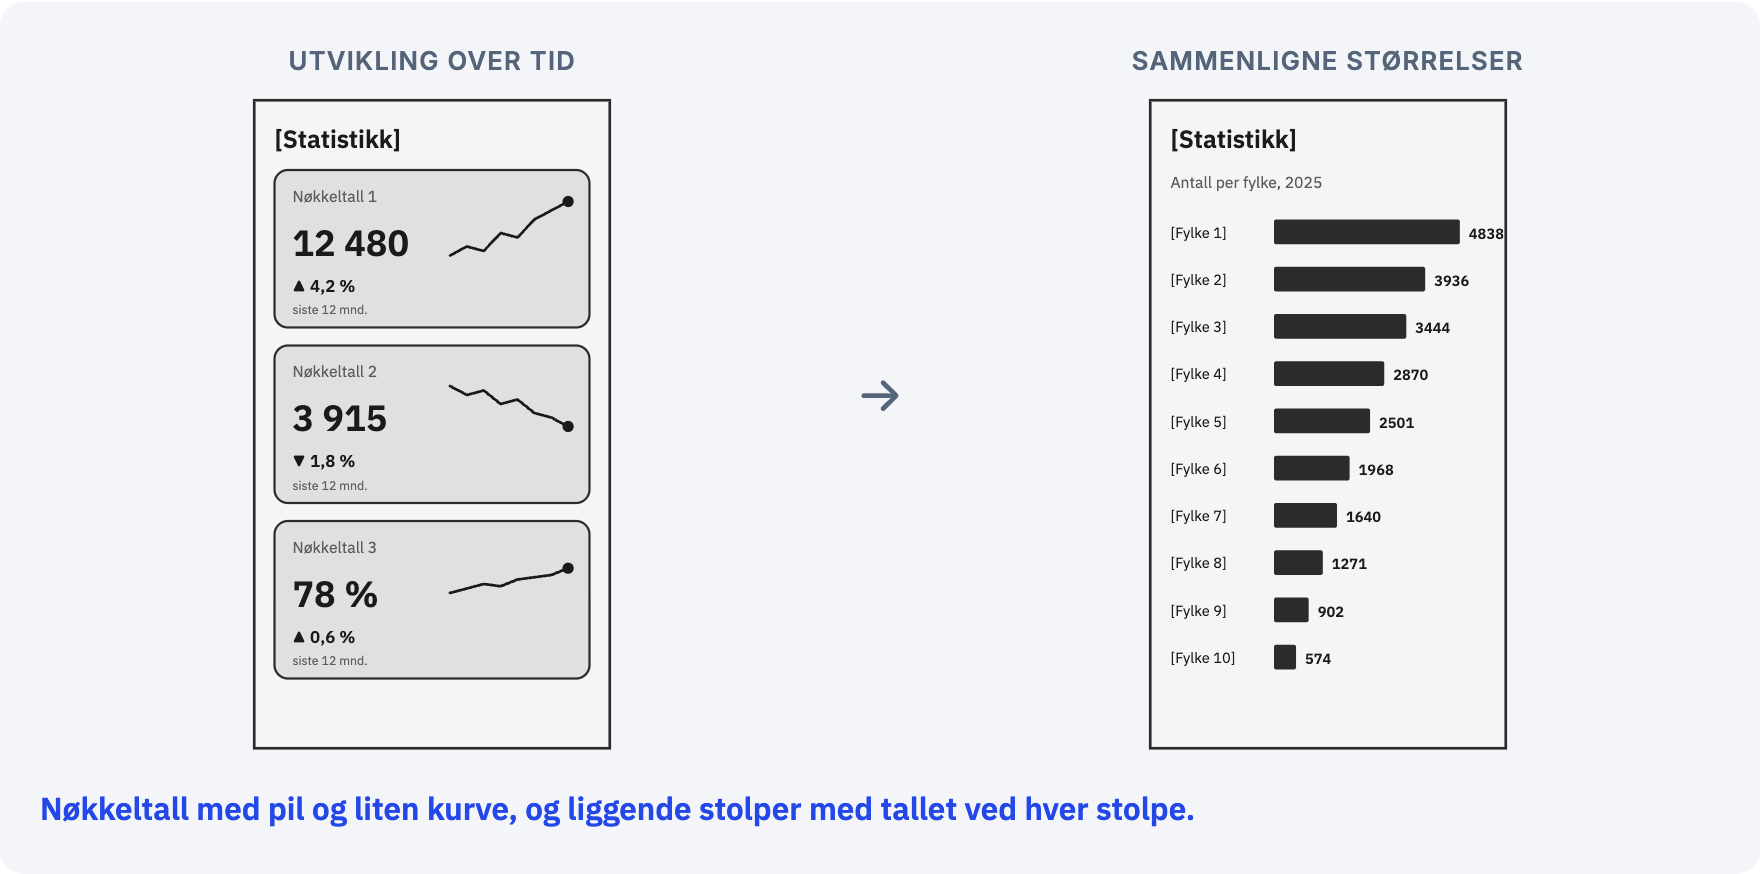 UTVIKLING OVER TID
[Statistikk]
Nøkkeltall 1
12 480
▲ 4,2 %
siste 12 mnd.
Nøkkeltall 2
3 915
▼ 1,8 %
siste 12 mnd.
Nøkkeltall 3
78 %
▲ 0,6 %
siste 12 mnd.
→
SAMMENLIGNE STØRRELSER
[Statistikk]
Antall per fylke, 2025
[Fylke 1] 4838
[Fylke 2] 3936
[Fylke 3] 3444
[Fylke 4] 2870
[Fylke 5] 2501
[Fylke 6] 1968
[Fylke 7] 1640
[Fylke 8] 1271
[Fylke 9] 902
[Fylke 10] 574
Nøkkeltall med pil og liten kurve, og liggende stolper med tallet ved hver stolpe.